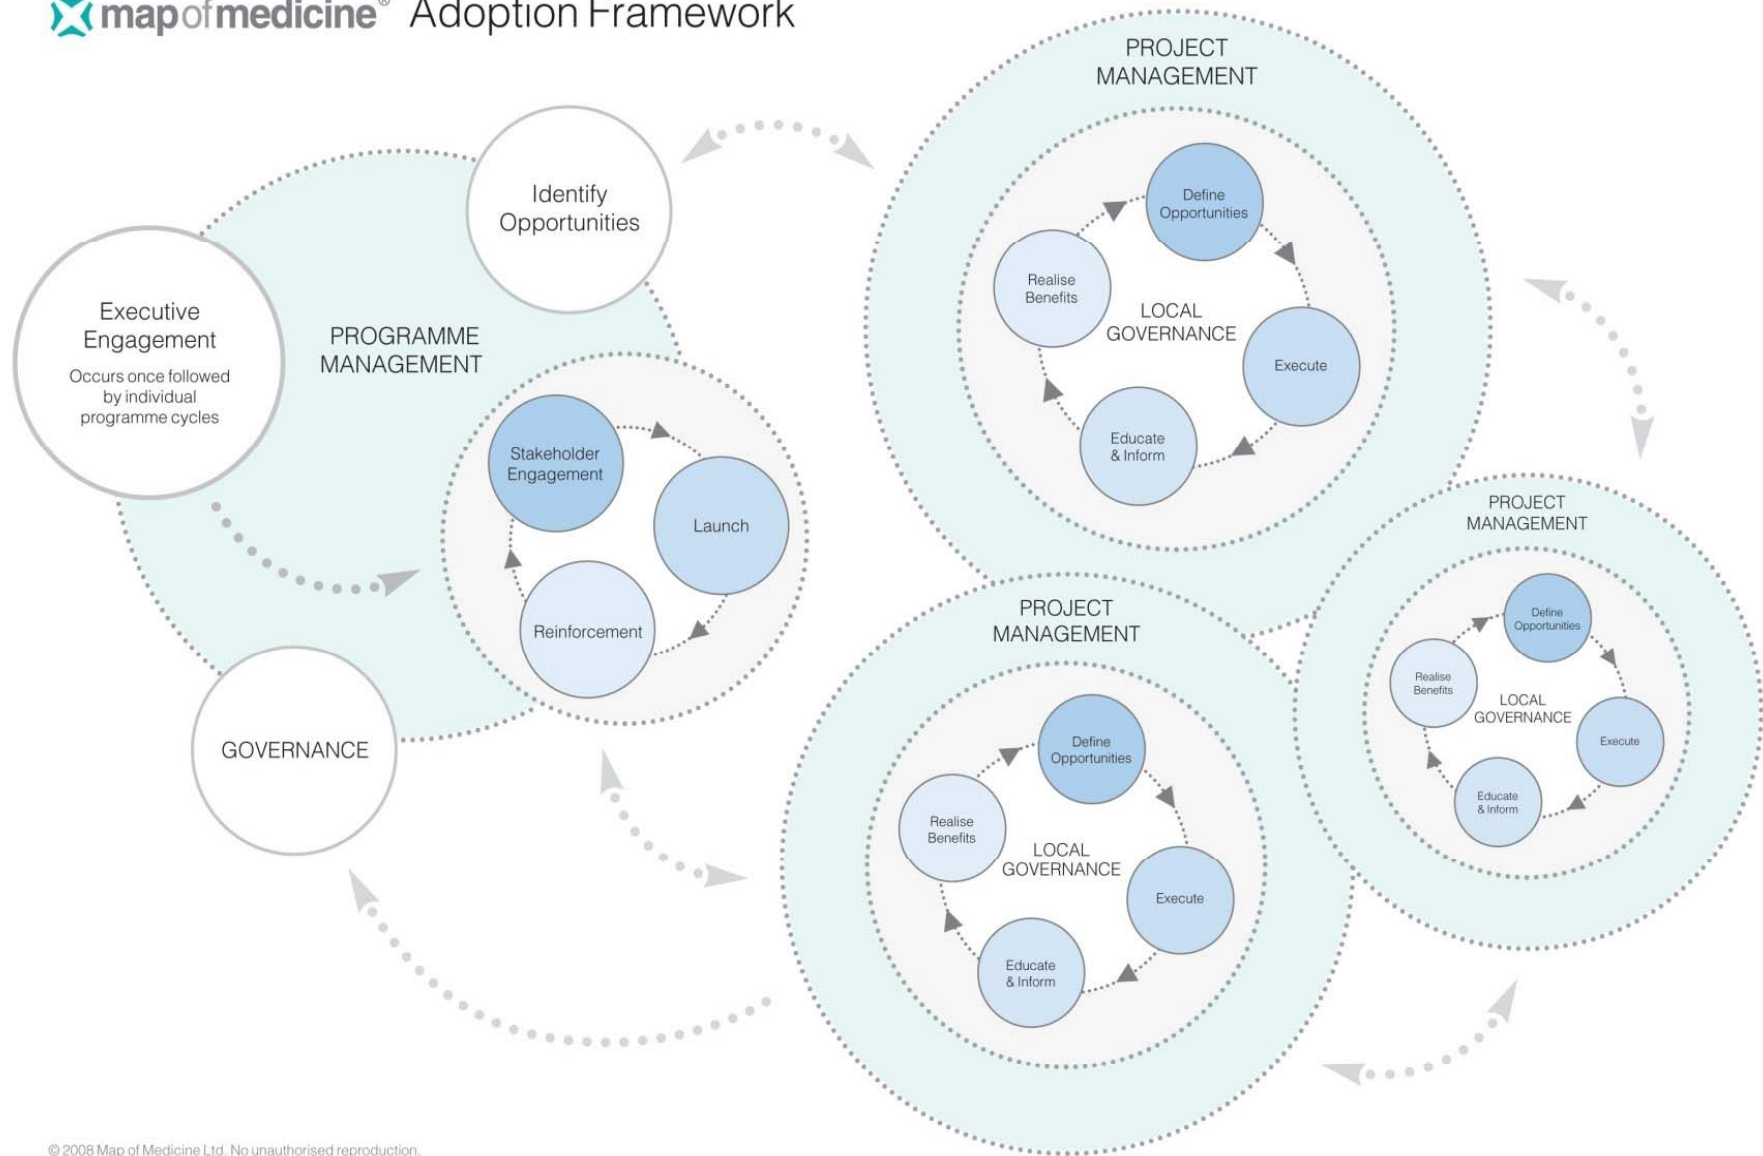 mapofmedicine® Adoption Framework
Identify
Opportunities
Executive
Engagement
Occurs once followed
by individual
programme cycles
PROGRAMME
MANAGEMENT
Stakeholder
Engagement
Launch
Reinforcement
GOVERNANCE
PROJECT
MANAGEMENT
Define
Opportunities
Realise
Benefits
LOCAL
GOVERNANCE
Execute
Educate
& Inform
PROJECT
MANAGEMENT
Define
Opportunities
Realise
Benefits
LOCAL
GOVERNANCE
Execute
Educate
& Inform
PROJECT
MANAGEMENT
Define
Opportunities
Realise
Benefits
LOCAL
GOVERNANCE
Execute
Educate
& Inform
© 2008 Map of Medicine Ltd. No unauthorised reproduction.